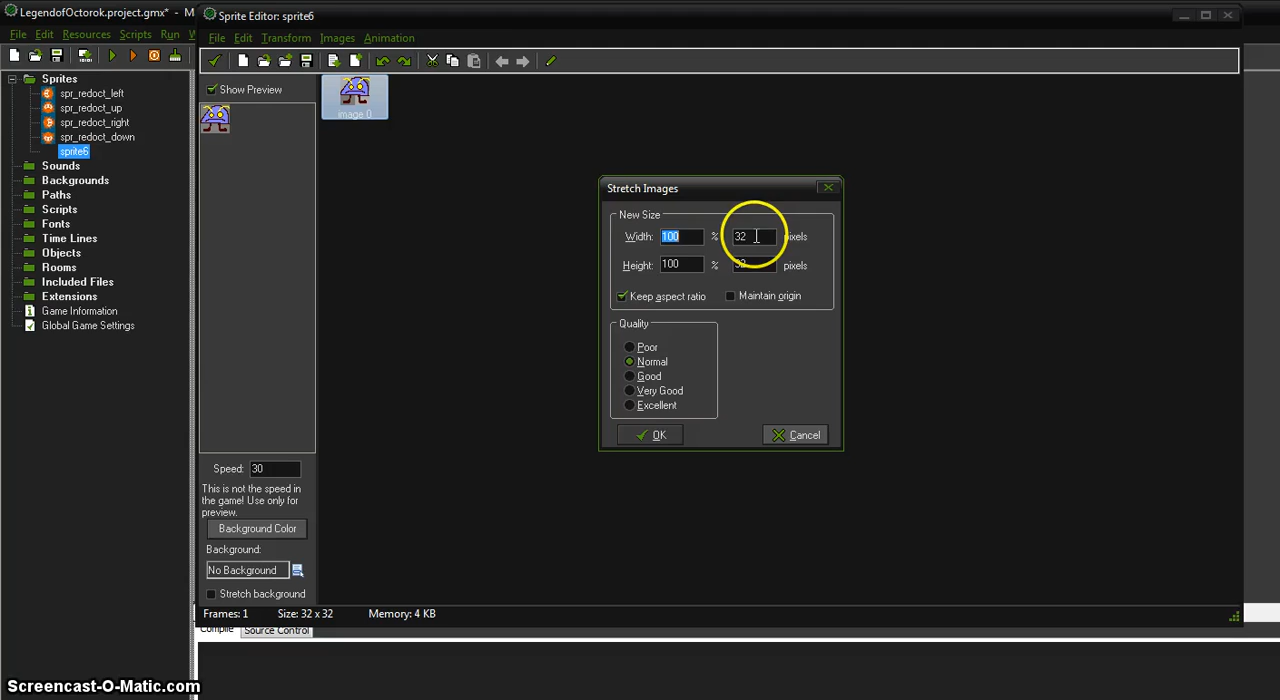 LegendofOctorok.project.gmx* - M
Sprite Editor: sprite6
File Edit Resources Scripts Run W
File Edit Transform Images Animation
Sprites
spr_redoct_left
spr_redoct_up
spr_redoct_right
spr_redoct_down
sprite6
Sounds
Backgrounds
Paths
Scripts
Fonts
Time Lines
Objects
Rooms
Included Files
Extensions
Game Information
Global Game Settings
Show Preview
image 0
Stretch Images
New Size
Width: 100 % 32 pixels
Height: 100 % 32 pixels
Keep aspect ratio Maintain origin
Quality
Poor
Normal
Good
Very Good
Excellent
OK Cancel
Speed: 30
This is not the speed in
the game! Use only for
preview.
Background Color
Background:
No Background
Stretch background
Frames: 1 Size: 32 x 32 Memory: 4 KB
Compile Source Control
Screencast-O-Matic.com